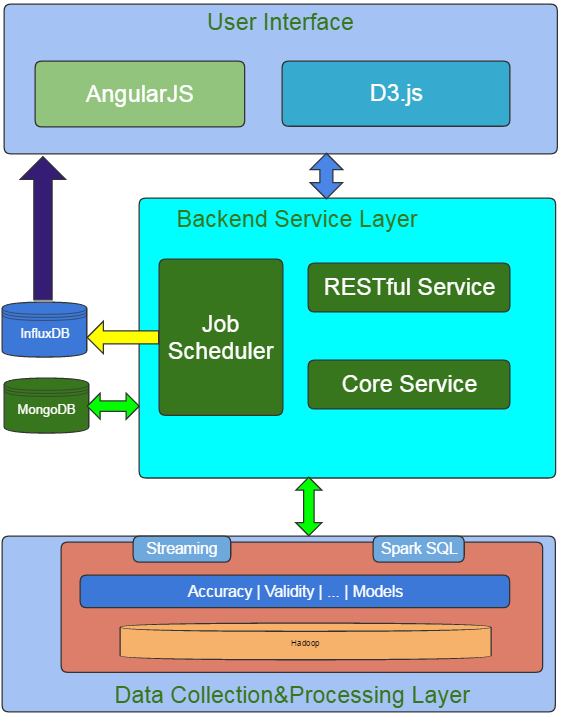 User Interface
AngularJS
D3.js
Backend Service Layer
Job
Scheduler
RESTful Service
Core Service
InfluxDB
MongoDB
Streaming
Spark SQL
Accuracy | Validity | ... | Models
Hadoop
Data Collection&Processing Layer